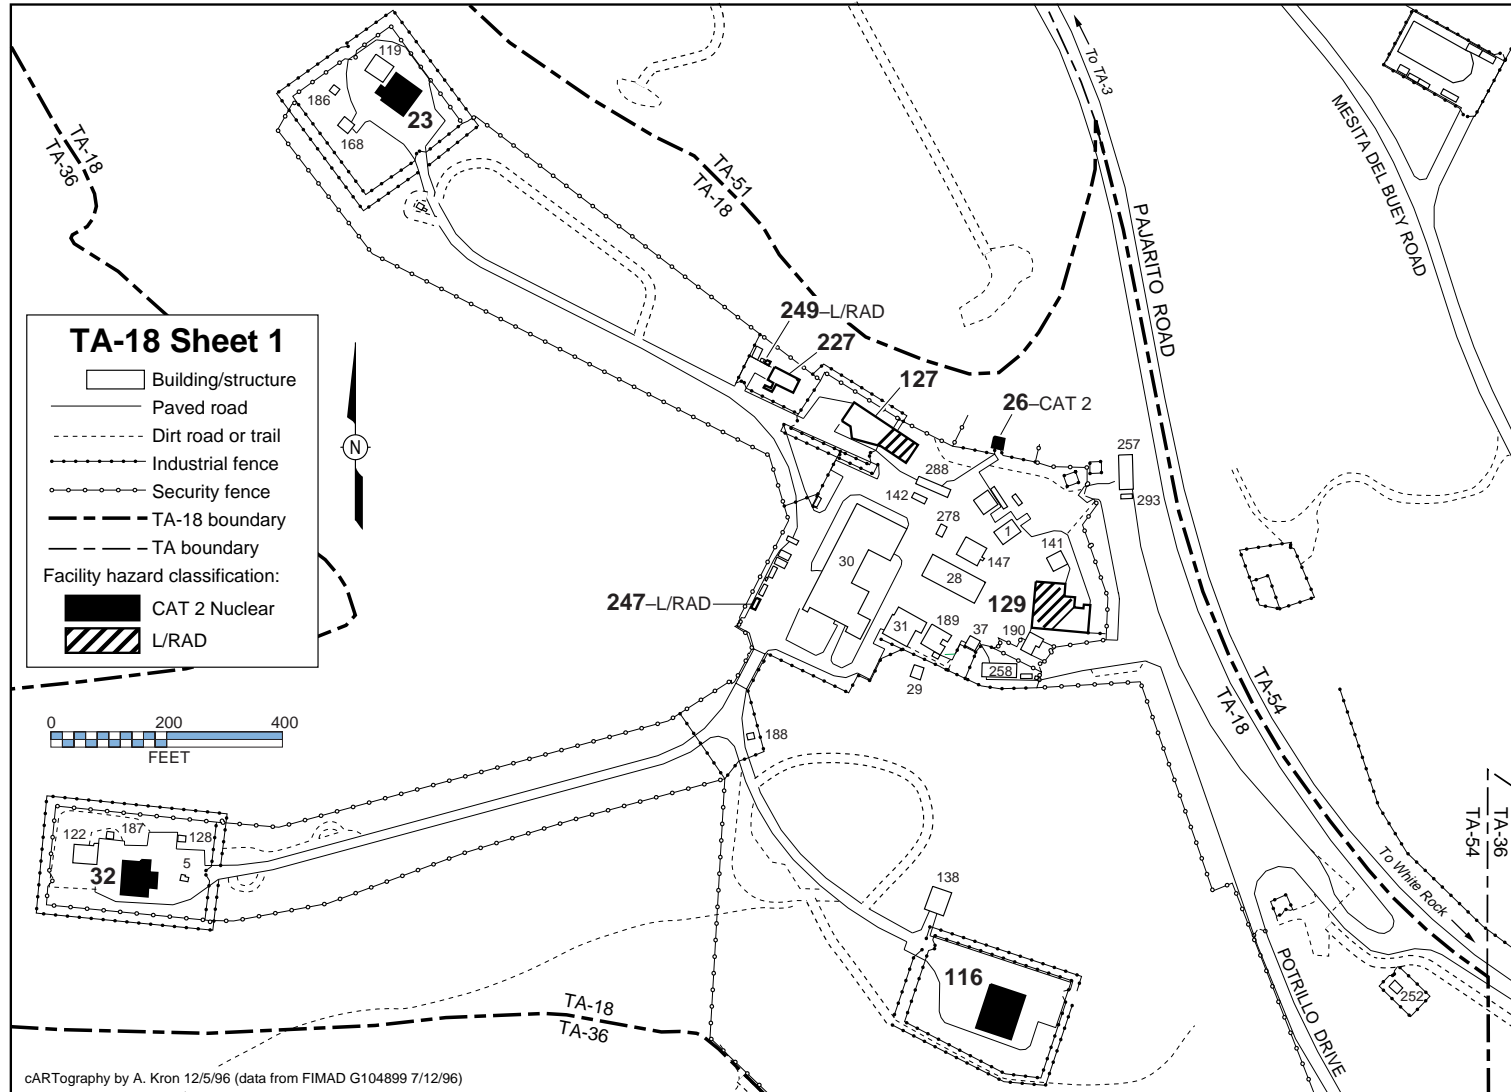 119
186
168
23
TA-18
TA-36
TA-51
TA-18
To TA-3
MESITA DEL BUEY ROAD
PAJARITO ROAD
249–L/RAD
227
127
26–CAT 2
TA-18 Sheet 1
Building/structure
Paved road
Dirt road or trail
Industrial fence
Security fence
TA-18 boundary
TA boundary
Facility hazard classification:
CAT 2 Nuclear
L/RAD
N
257
293
288
142
278
1
147
141
30
28
129
247–L/RAD
31
189
37
190
258
29
TA-54
TA-18
0 200 400
FEET
188
122
187
128
5
32
138
116
TA-54
TA-36
To White Rock
POTRILLO DRIVE
252
TA-18
TA-36
cARTography by A. Kron 12/5/96 (data from FIMAD G104899 7/12/96)